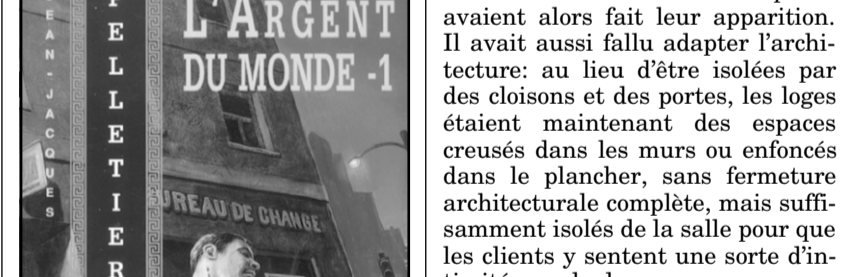 JEAN-JACQUES
PELLETIER
L'ARGENT
DU MONDE -1
BUREAU DE CHANGE
avaient alors fait leur apparition.
Il avait aussi fallu adapter l'archi-
tecture: au lieu d'être isolées par
des cloisons et des portes, les loges
étaient maintenant des espaces
creusés dans les murs ou enfoncés
dans le plancher, sans fermeture
architecturale complète, mais suffi-
samment isolés de la salle pour que
les clients y sentent une sorte d'in-